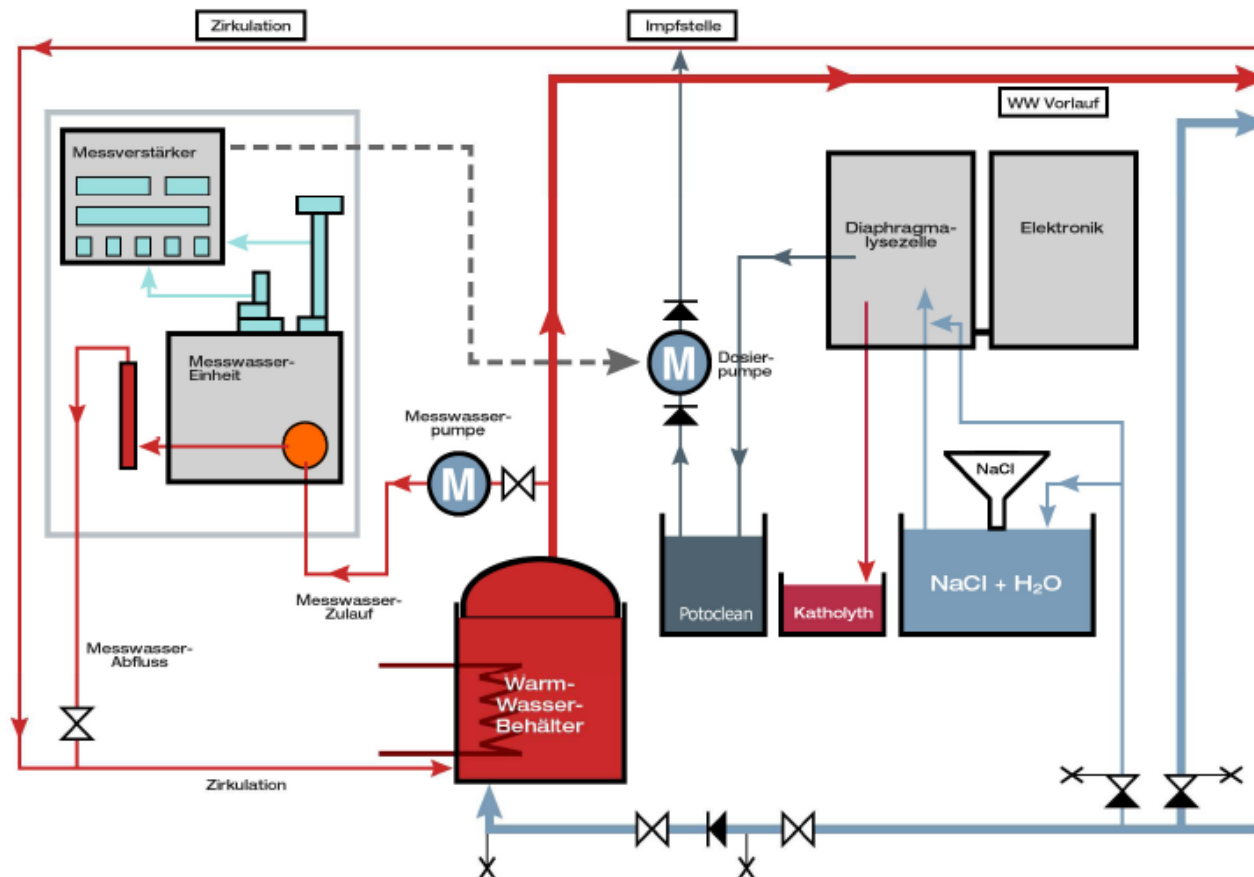 Zirkulation
Impfstelle
WW Vorlauf
Messverstärker
Diaphragma-
lysezelle
Elektronik
Messwasser-
Einheit
M
Dosier-
pumpe
Messwasser-
pumpe
M
NaCl
Messwasser-
Zulauf
NaCl + H₂O
Potoclean
Katholyth
Messwasser-
Abfluss
Warm-
Wasser-
Behälter
Zirkulation